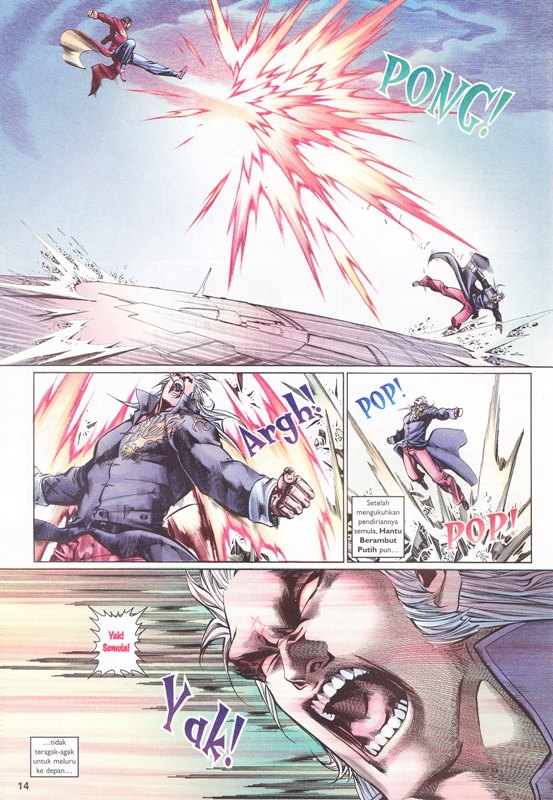 PONG!
Argh!
POP!
Setelah
mengukuhkan
pendiriannya
semula, Hantu
Berambut
Putih pun...
POP!
Yak!
Semula!
Yak!
...tidak
teragak-agak
untuk meluru
ke depan...
14